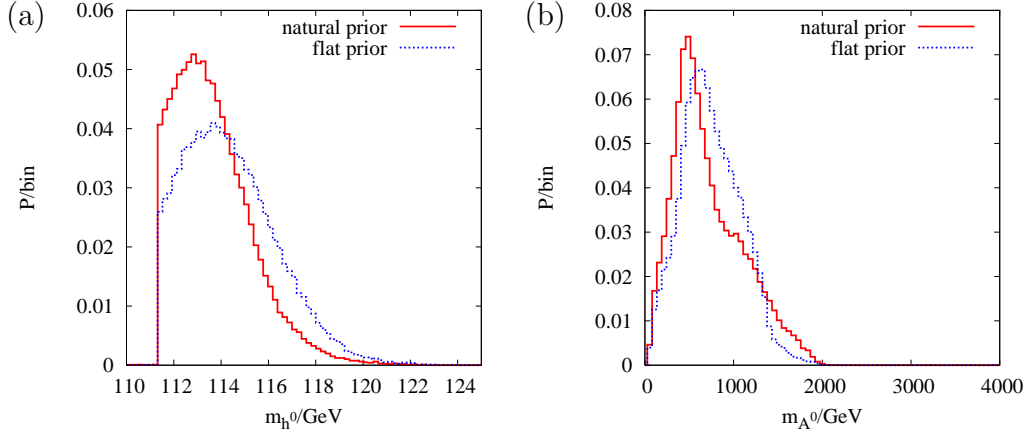 (a)
natural prior
flat prior
P/bin
0.06
0.05
0.04
0.03
0.02
0.01
0
110 112 114 116 118 120 122 124
m_h⁰/GeV
(b)
natural prior
flat prior
P/bin
0.08
0.07
0.06
0.05
0.04
0.03
0.02
0.01
0
0 1000 2000 3000 4000
m_A⁰/GeV